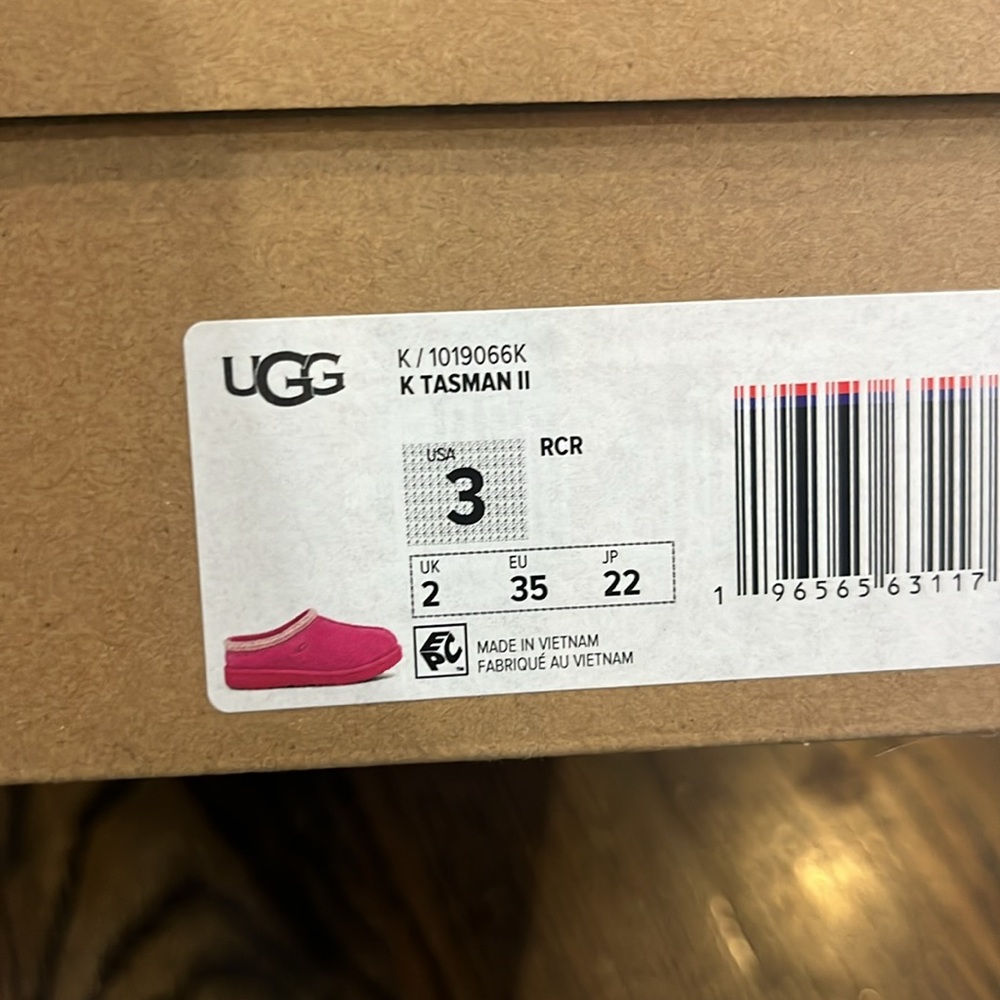 UGG
K / 1019066K
K TASMAN II
USA
3
RCR
UK EU JP
2 35 22
EPC
MADE IN VIETNAM
FABRIQUÉ AU VIETNAM
1 96565 63117